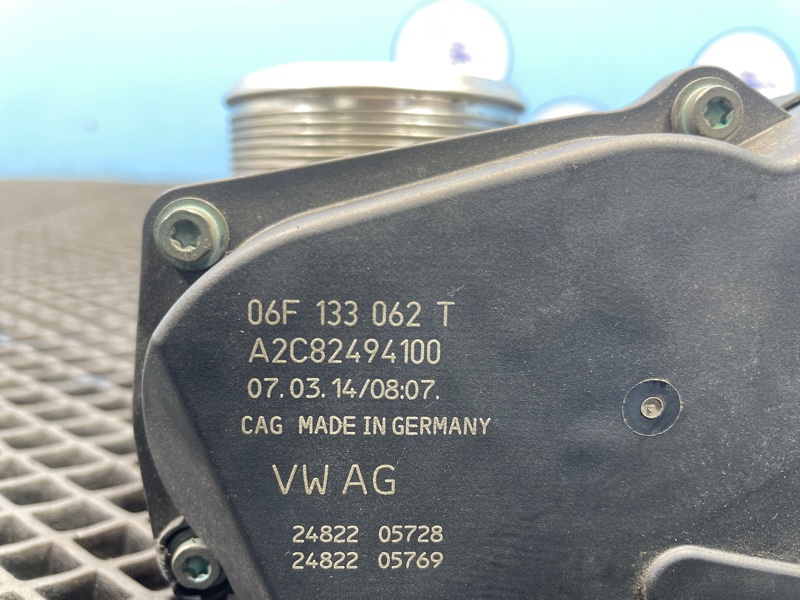 06F 133 062 T
A2C82494100
07.03.14/08:07.
CAG MADE IN GERMANY
VW AG
24822 05728
24822 05769